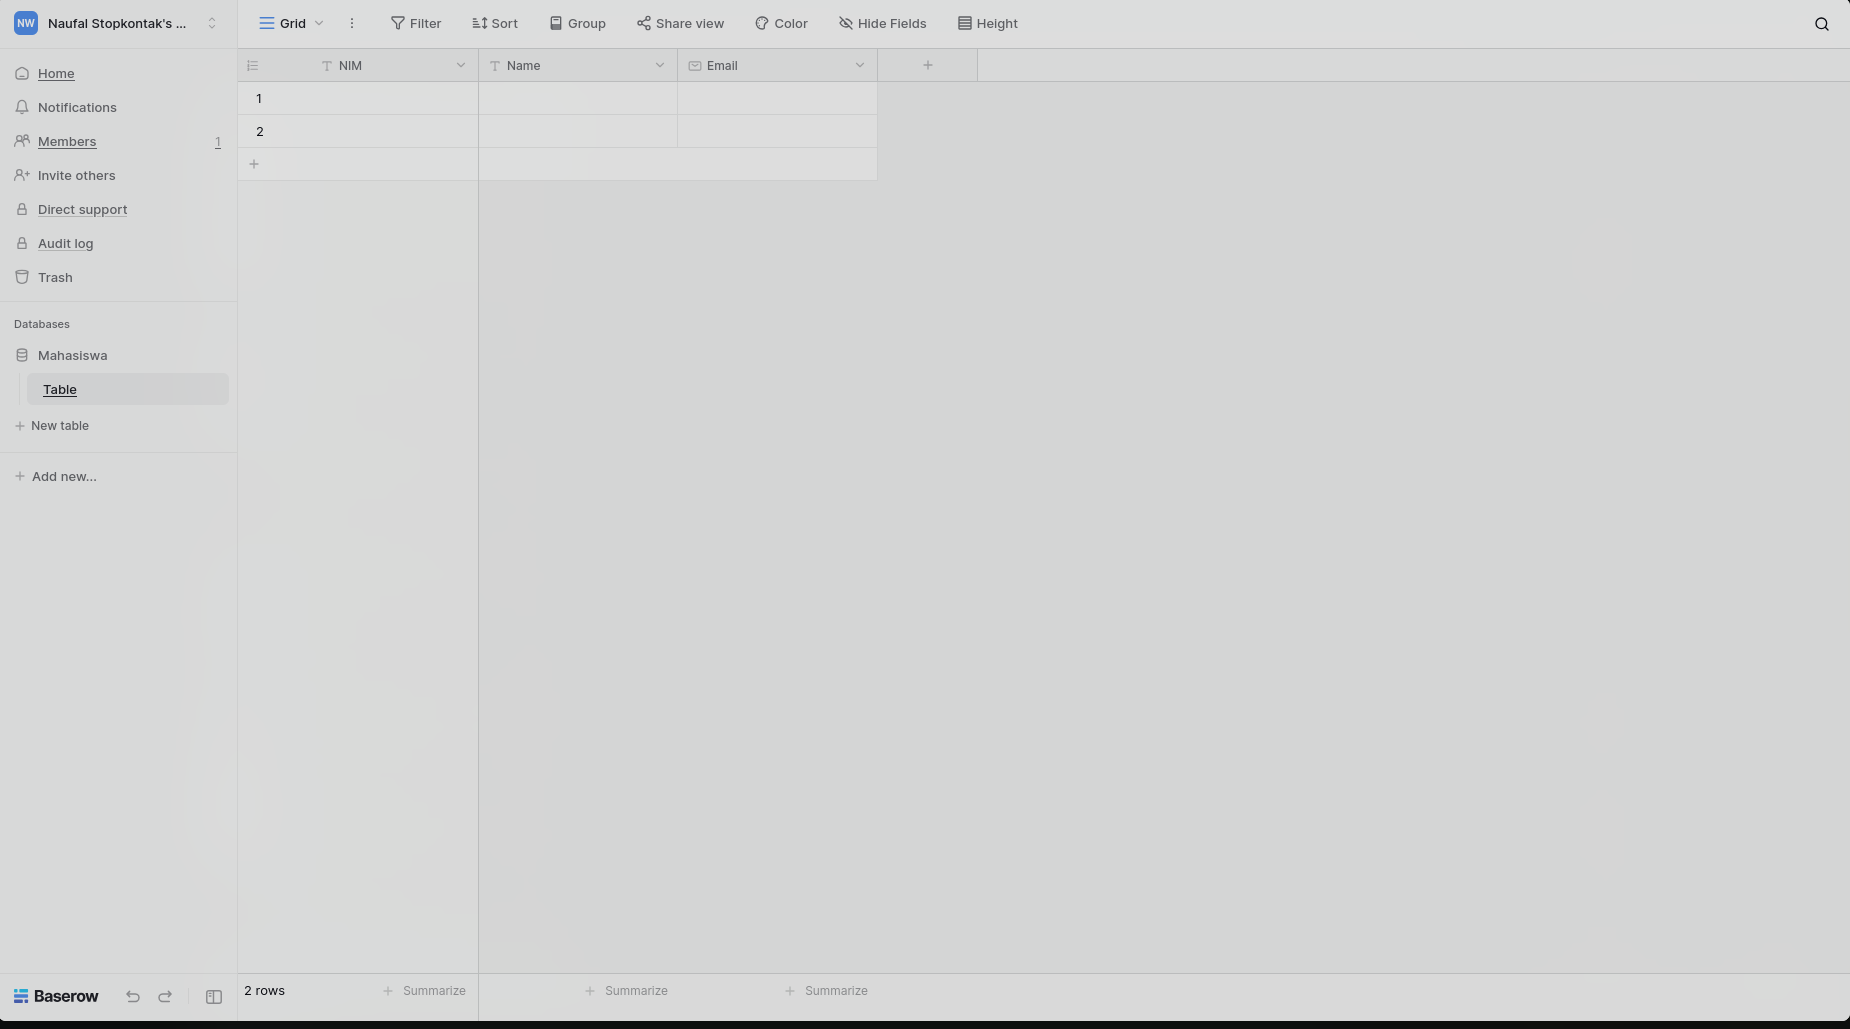 NW Naufal Stopkontak's ...
Grid Filter Sort Group Share view Color Hide Fields Height
Home
Notifications
Members 1
Invite others
Direct support
Audit log
Trash
Databases
Mahasiswa
Table
+ New table
+ Add new...
NIM Name Email +
1
2
+
2 rows + Summarize + Summarize + Summarize
Baserow